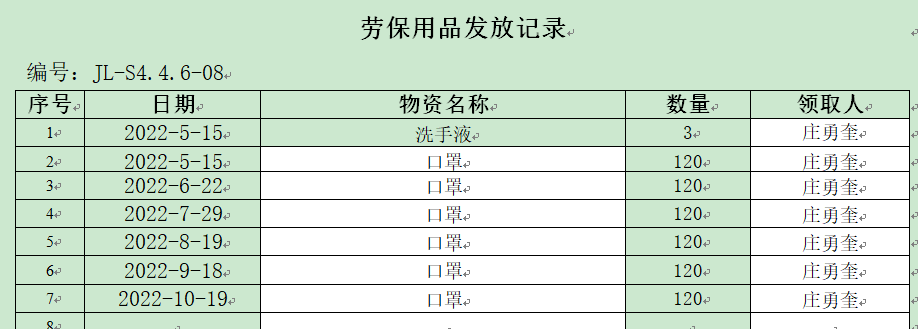 劳保用品发放记录
编号：JL-S4.4.6-08
序号 日期 物资名称 数量 领取人
1 2022-5-15 洗手液 3 庄勇奎
2 2022-5-15 口罩 120 庄勇奎
3 2022-6-22 口罩 120 庄勇奎
4 2022-7-29 口罩 120 庄勇奎
5 2022-8-19 口罩 120 庄勇奎
6 2022-9-18 口罩 120 庄勇奎
7 2022-10-19 口罩 120 庄勇奎
8